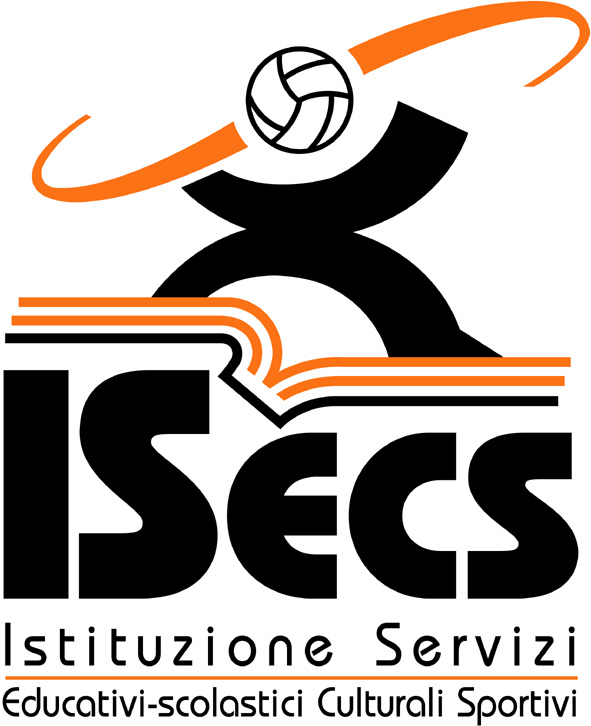 ISECS
Istituzione Servizi
Educativi-scolastici Culturali Sportivi